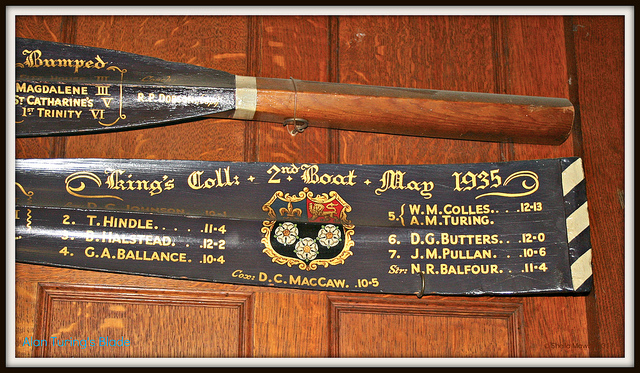 Bumped
MAGDALENE III
ST CATHARINE'S V
1ST TRINITY VI
King's Coll: • 2nd Boat • May 1935
2. T. HINDLE. . . . .11-4
3. D. HALSTEAD. .12-2
4. G.A. BALLANCE. .10-4
Cox: D.C. MACCAW. .10-5
5. { W.M. COLLES. . . .12-13
A.M. TURING.
6. D.G. BUTTERS. . .12-0
7. J.M. PULLAN. . . .10-6
Str: N.R. BALFOUR. . .11-4